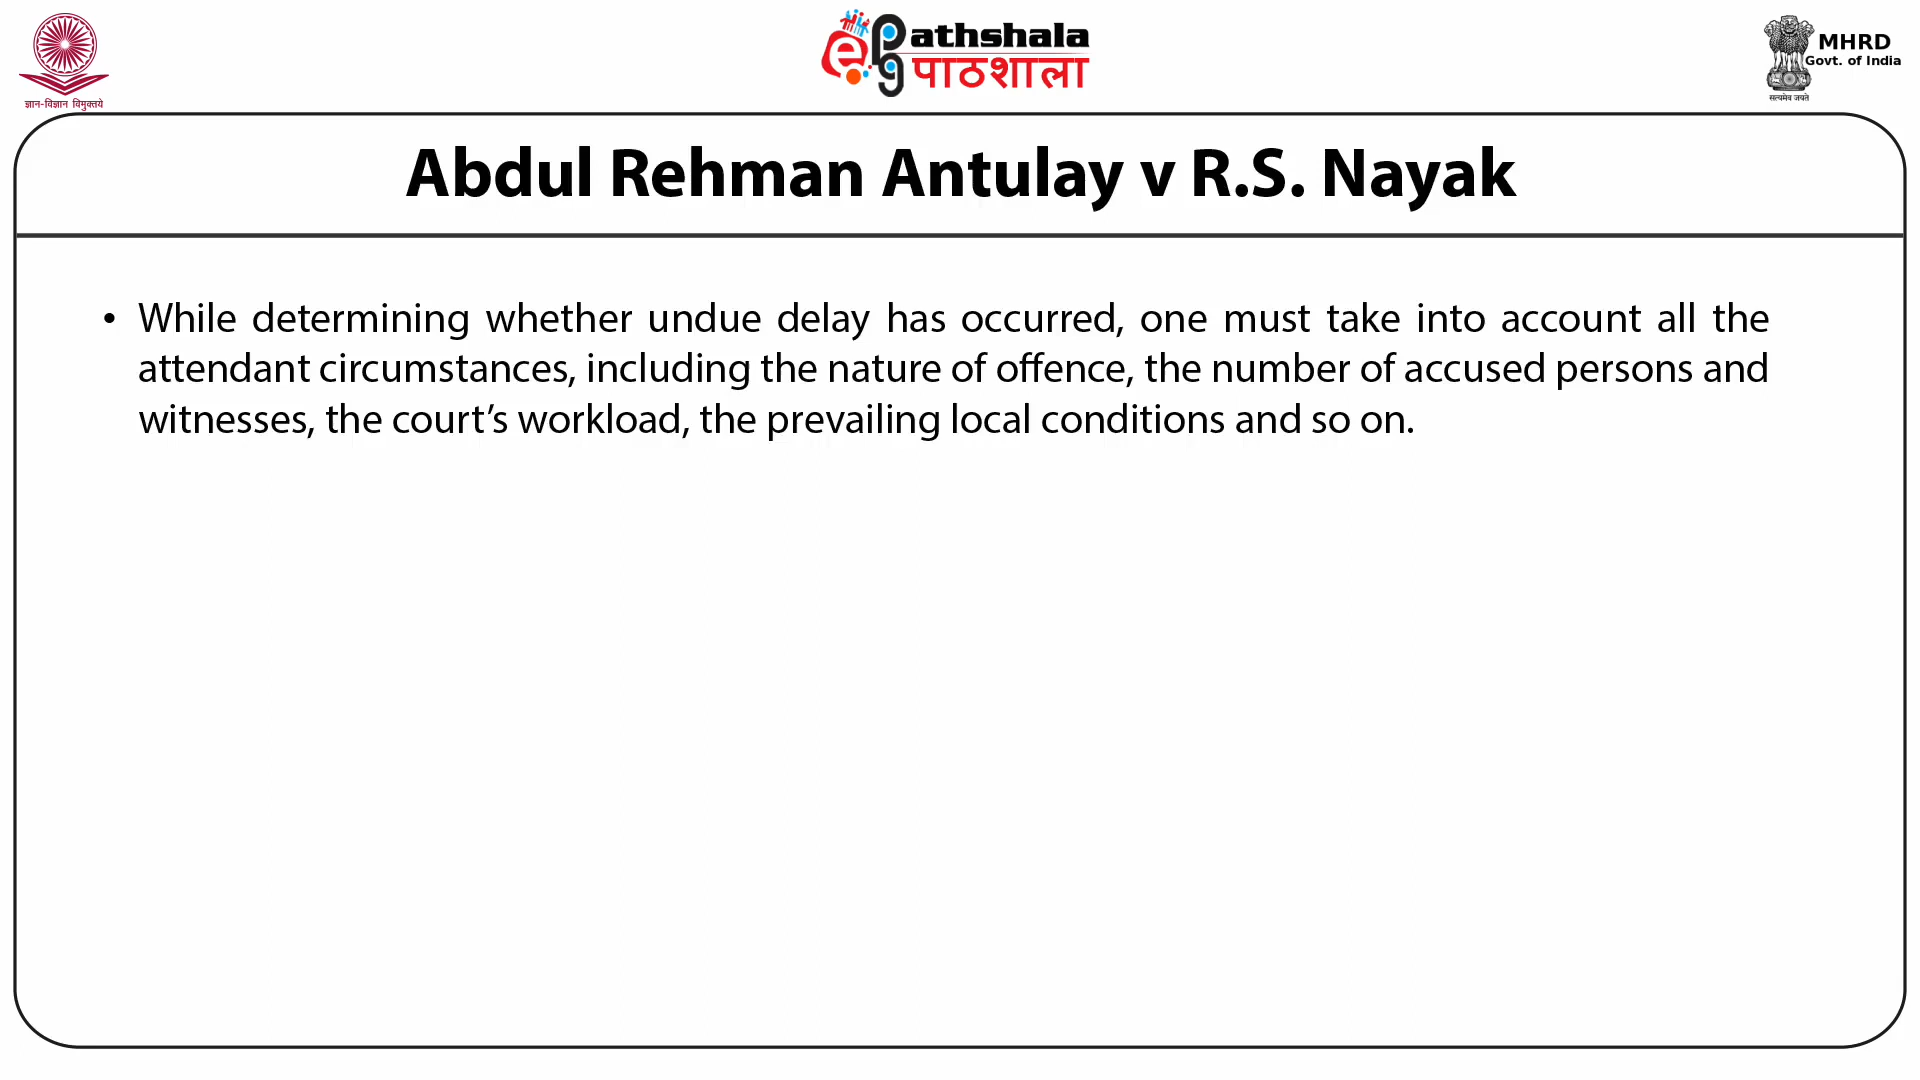 ज्ञान-विज्ञान विमुक्तये
e PG athshala
पाठशाला
MHRD
Govt. of India
सत्यमेव जयते
Abdul Rehman Antulay v R.S. Nayak
• While determining whether undue delay has occurred, one must take into account all the
attendant circumstances, including the nature of offence, the number of accused persons and
witnesses, the court’s workload, the prevailing local conditions and so on.